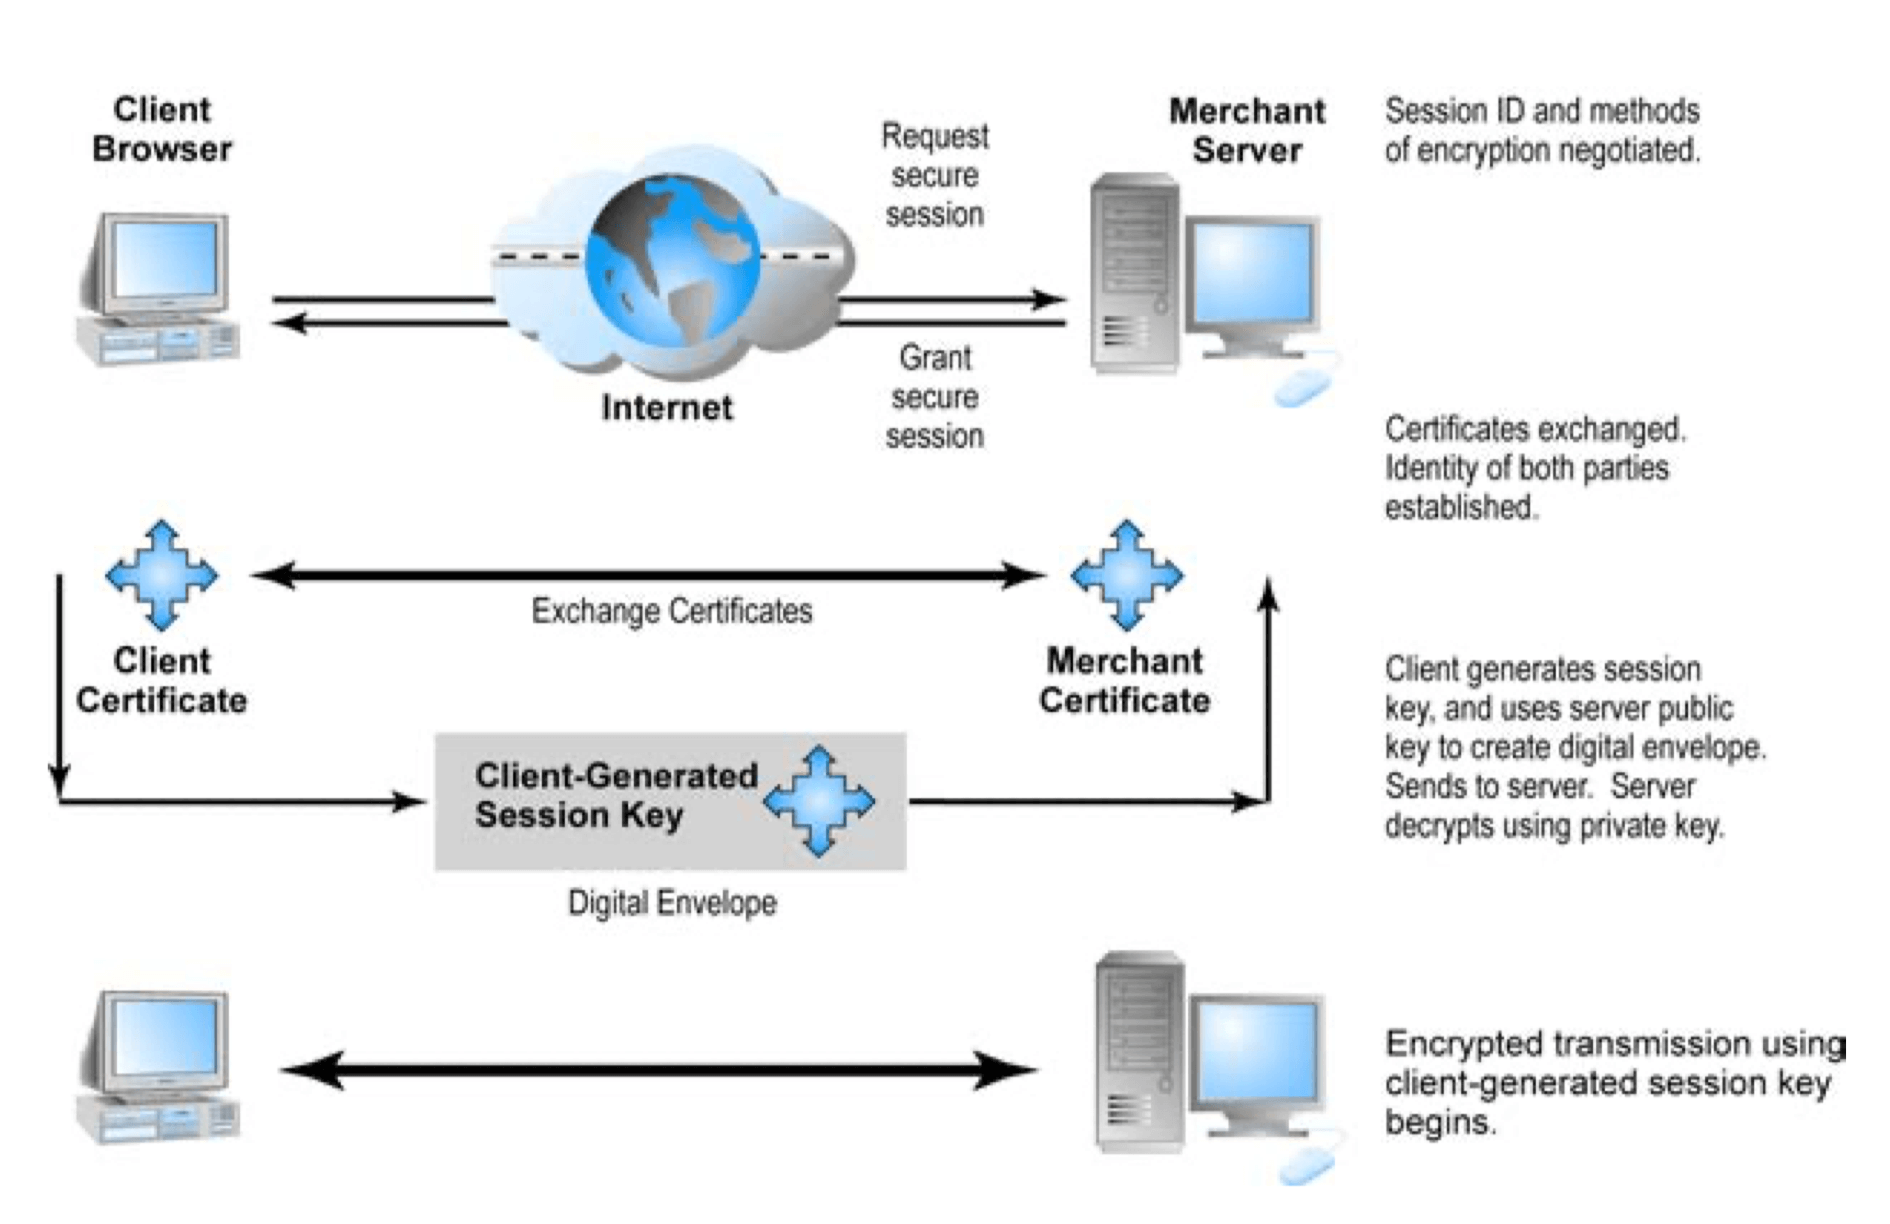 Client
Browser
Request
secure
session
Merchant
Server
Session ID and methods
of encryption negotiated.
Internet
Grant
secure
session
Certificates exchanged.
Identity of both parties
established.
Exchange Certificates
Client
Certificate
Merchant
Certificate
Client generates session
key, and uses server public
key to create digital envelope.
Sends to server. Server
decrypts using private key.
Client-Generated
Session Key
Digital Envelope
Encrypted transmission using
client-generated session key
begins.